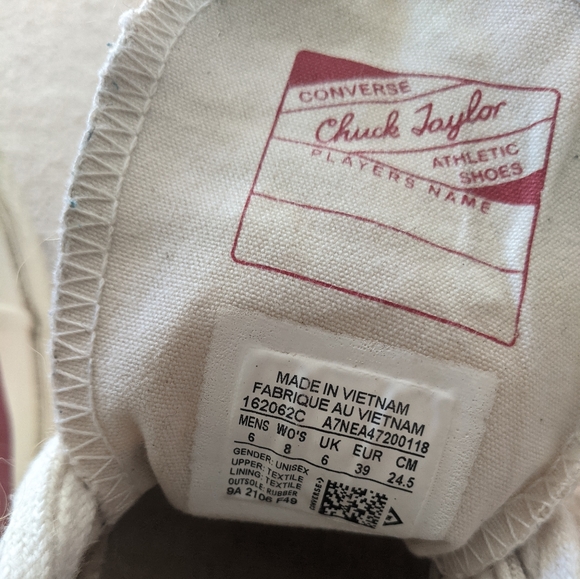 CONVERSE
Chuck Taylor
ATHLETIC
SHOES
PLAYERS NAME
MADE IN VIETNAM
FABRIQUE AU VIETNAM
162062C A7NEA47200118
MENS WO'S UK EUR CM
6 8 6 39 24.5
GENDER: UNISEX
UPPER: TEXTILE
LINING: TEXTILE
OUTSOLE: RUBBER
9A 2106 F49
CONVERSE